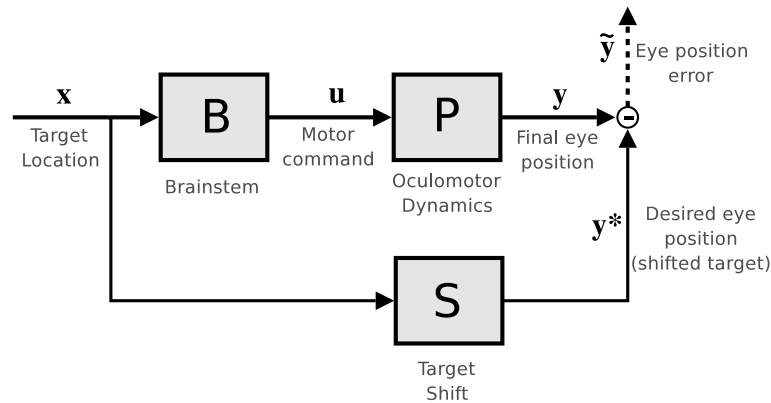 ỹ
Eye position
error
x
B
u
P
y
-
Target
Location
Motor
command
Final eye
position
Brainstem
Oculomotor
Dynamics
y*
Desired eye
position
(shifted target)
S
Target
Shift